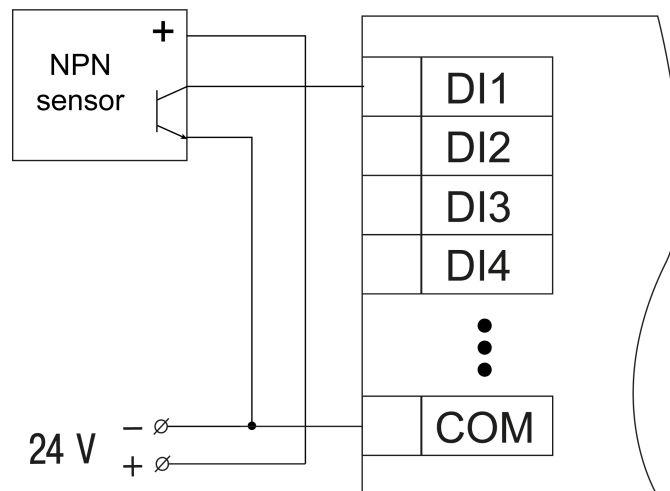 +
NPN
sensor
DI1
DI2
DI3
DI4
COM
24 V
−
+